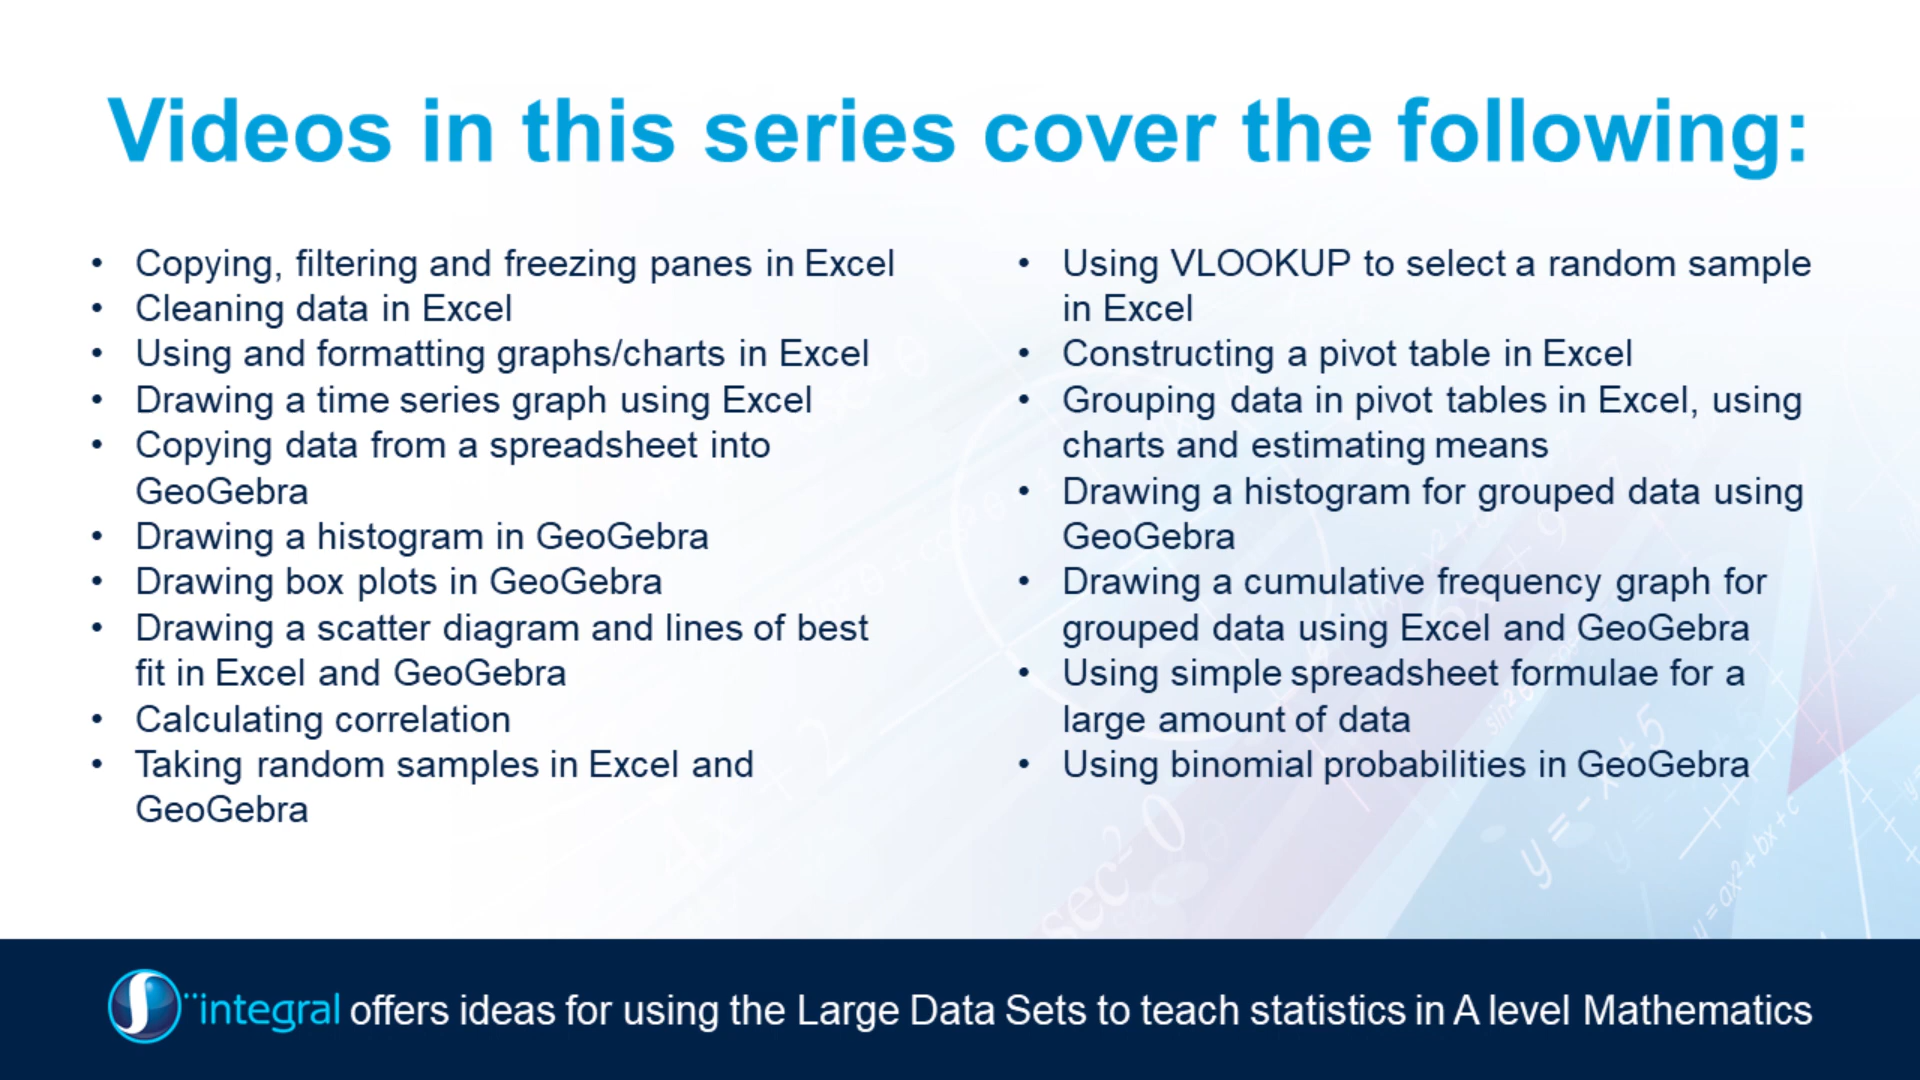 Videos in this series cover the following:
• Copying, filtering and freezing panes in Excel
• Cleaning data in Excel
• Using and formatting graphs/charts in Excel
• Drawing a time series graph using Excel
• Copying data from a spreadsheet into
GeoGebra
• Drawing a histogram in GeoGebra
• Drawing box plots in GeoGebra
• Drawing a scatter diagram and lines of best
fit in Excel and GeoGebra
• Calculating correlation
• Taking random samples in Excel and
GeoGebra
• Using VLOOKUP to select a random sample
in Excel
• Constructing a pivot table in Excel
• Grouping data in pivot tables in Excel, using
charts and estimating means
• Drawing a histogram for grouped data using
GeoGebra
• Drawing a cumulative frequency graph for
grouped data using Excel and GeoGebra
• Using simple spreadsheet formulae for a
large amount of data
• Using binomial probabilities in GeoGebra
sec² θ
y = -x + 5
y = ax² + bx + c
integral offers ideas for using the Large Data Sets to teach statistics in A level Mathematics